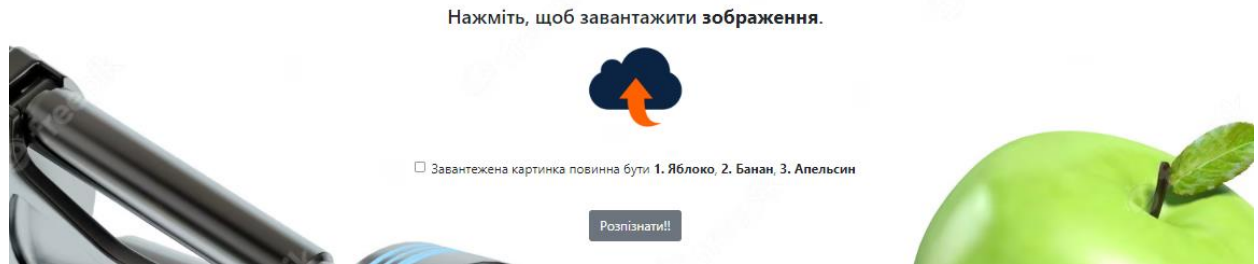 Нажміть, щоб завантажити зображення.
Завантежена картинка повинна бути 1. Яблоко, 2. Банан, 3. Апельсин
Розпізнати!!